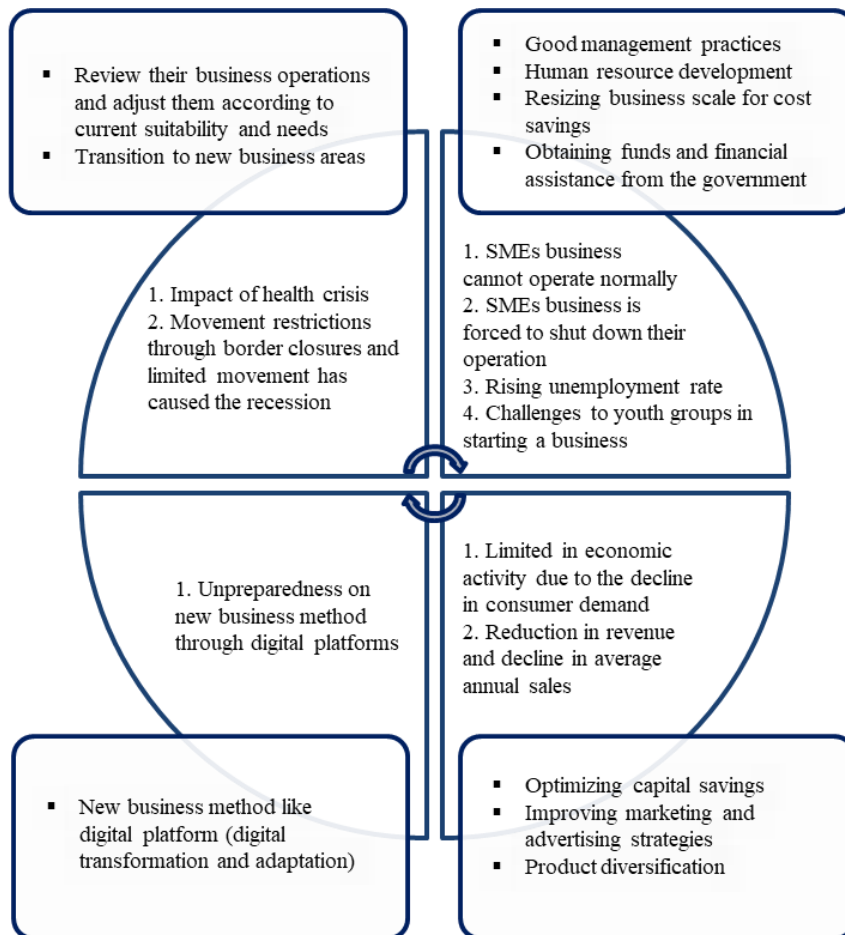 ▪ Review their business operations
and adjust them according to
current suitability and needs
▪ Transition to new business areas
▪ Good management practices
▪ Human resource development
▪ Resizing business scale for cost
savings
▪ Obtaining funds and financial
assistance from the government
1. Impact of health crisis
2. Movement restrictions
through border closures and
limited movement has
caused the recession
1. SMEs business
cannot operate normally
2. SMEs business is
forced to shut down their
operation
3. Rising unemployment rate
4. Challenges to youth groups in
starting a business
1. Unpreparedness on
new business method
through digital platforms
1. Limited in economic
activity due to the decline
in consumer demand
2. Reduction in revenue
and decline in average
annual sales
▪ New business method like
digital platform (digital
transformation and adaptation)
▪ Optimizing capital savings
▪ Improving marketing and
advertising strategies
▪ Product diversification